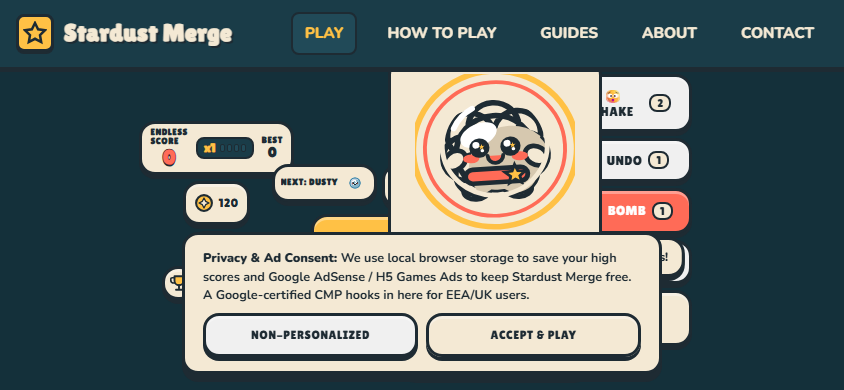 Stardust Merge
PLAY
HOW TO PLAY
GUIDES
ABOUT
CONTACT
ENDLESS
SCORE
0
x1
BEST
0
NEXT: DUSTY
120
HAKE
2
UNDO
1
BOMB
1
s!
Privacy & Ad Consent: We use local browser storage to save your high
scores and Google AdSense / H5 Games Ads to keep Stardust Merge free.
A Google-certified CMP hooks in here for EEA/UK users.
NON-PERSONALIZED
ACCEPT & PLAY